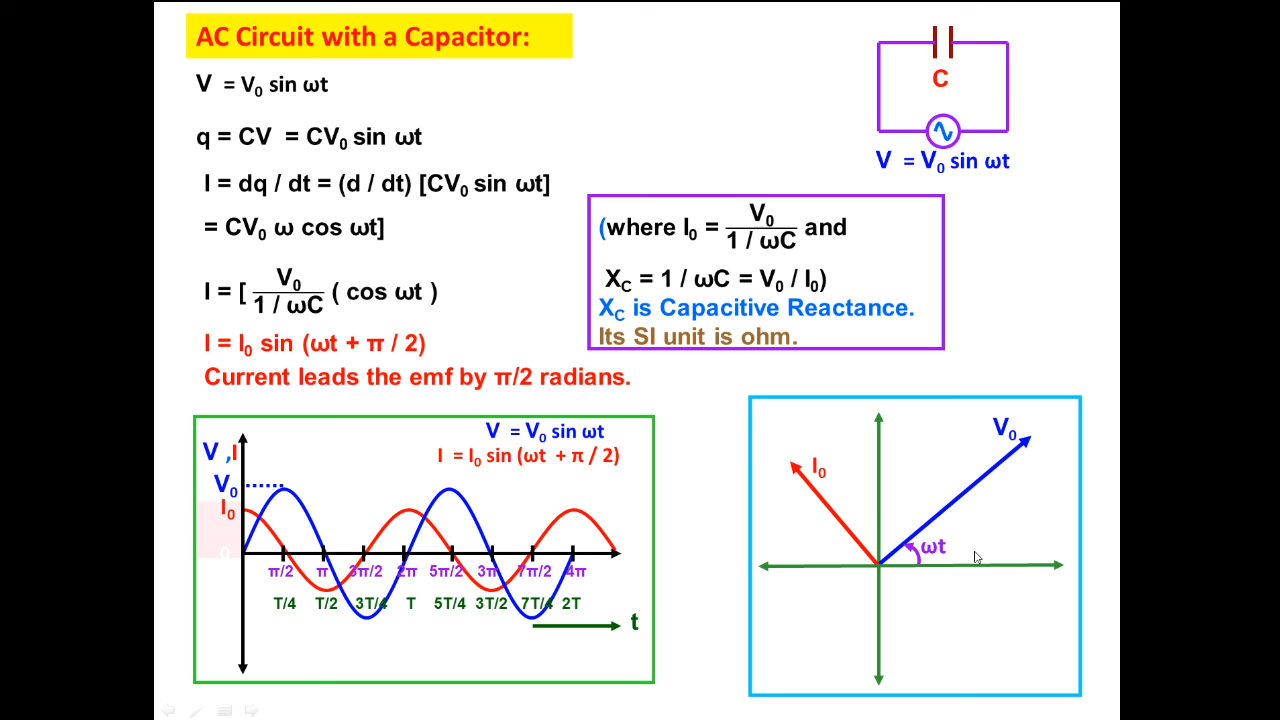 AC Circuit with a Capacitor:
V = V₀ sin ωt
q = CV = CV₀ sin ωt
I = dq / dt = (d / dt) [CV₀ sin ωt]
= CV₀ ω cos ωt]
I = [ V₀ / 1 / ωC ( cos ωt )
I = I₀ sin (ωt + π / 2)
Current leads the emf by π/2 radians.
C
V = V₀ sin ωt
(where I₀ = V₀ / 1 / ωC and
X_C = 1 / ωC = V₀ / I₀)
X_C is Capacitive Reactance.
Its SI unit is ohm.
V = V₀ sin ωt
I = I₀ sin (ωt + π / 2)
V ,I
V₀
I₀
0
π/2 π 3π/2 2π 5π/2 3π 7π/2 4π
T/4 T/2 3T/4 T 5T/4 3T/2 7T/4 2T
t
V₀
I₀
ωt